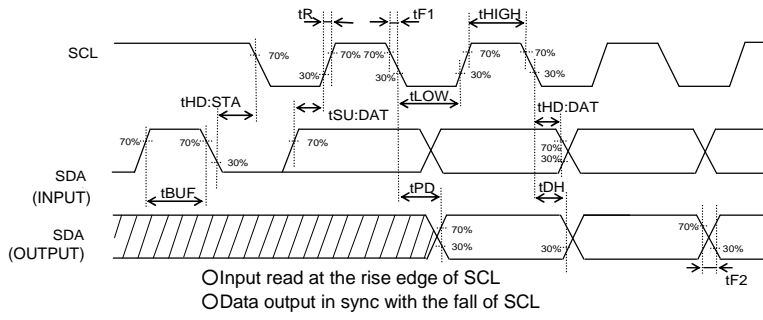 tR tF1 tHIGH
SCL 70% 70% 70% 70% 70%
30% 30% 30% 30%
tHD:STA tSU:DAT tLOW tHD:DAT
70% 70% 30% 70% 70% 30%
SDA
(INPUT)
tBUF tPD tDH
SDA
(OUTPUT)
70% 30% 30% 70% 30%
tF2
○Input read at the rise edge of SCL
○Data output in sync with the fall of SCL